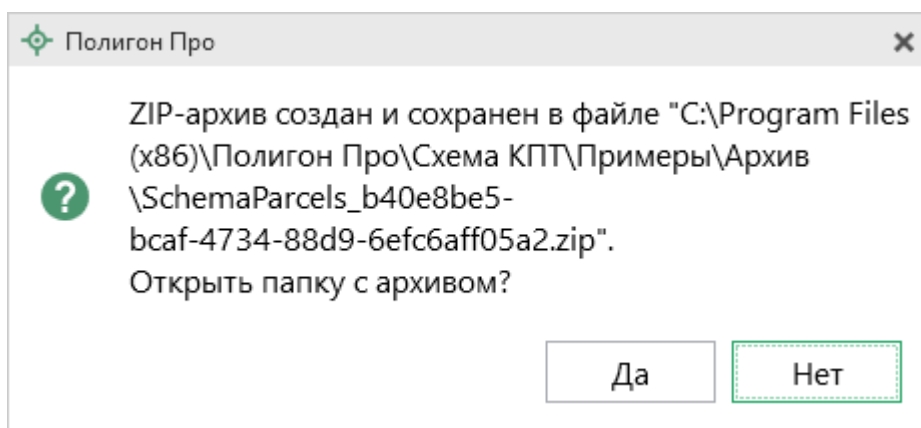 Полигон Про
ZIP-архив создан и сохранен в файле "C:\Program Files
(x86)\Полигон Про\Схема КПТ\Примеры\Архив
\SchemaParcels_b40e8be5-
bcaf-4734-88d9-6efc6aff05a2.zip".
Открыть папку с архивом?
Да
Нет